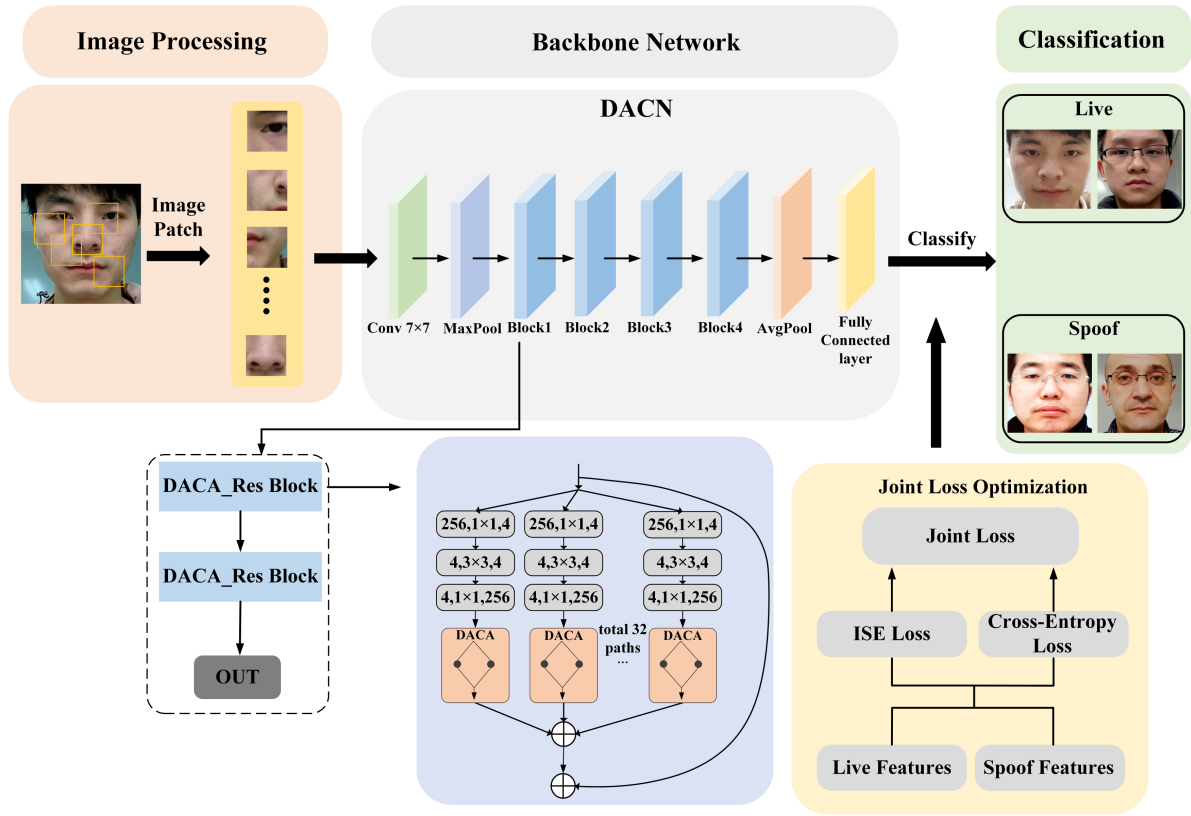 Image Processing
Backbone Network
Classification
Image
Patch
DACN
Conv 7×7
MaxPool
Block1
Block2
Block3
Block4
AvgPool
Fully
Connected
layer
Classify
Live
Spoof
DACA_Res Block
DACA_Res Block
OUT
256,1×1,4
256,1×1,4
256,1×1,4
4,3×3,4
4,3×3,4
4,3×3,4
4,1×1,256
4,1×1,256
4,1×1,256
DACA
DACA
total 32
paths
...
DACA
Joint Loss Optimization
Joint Loss
ISE Loss
Cross-Entropy
Loss
Live Features
Spoof Features